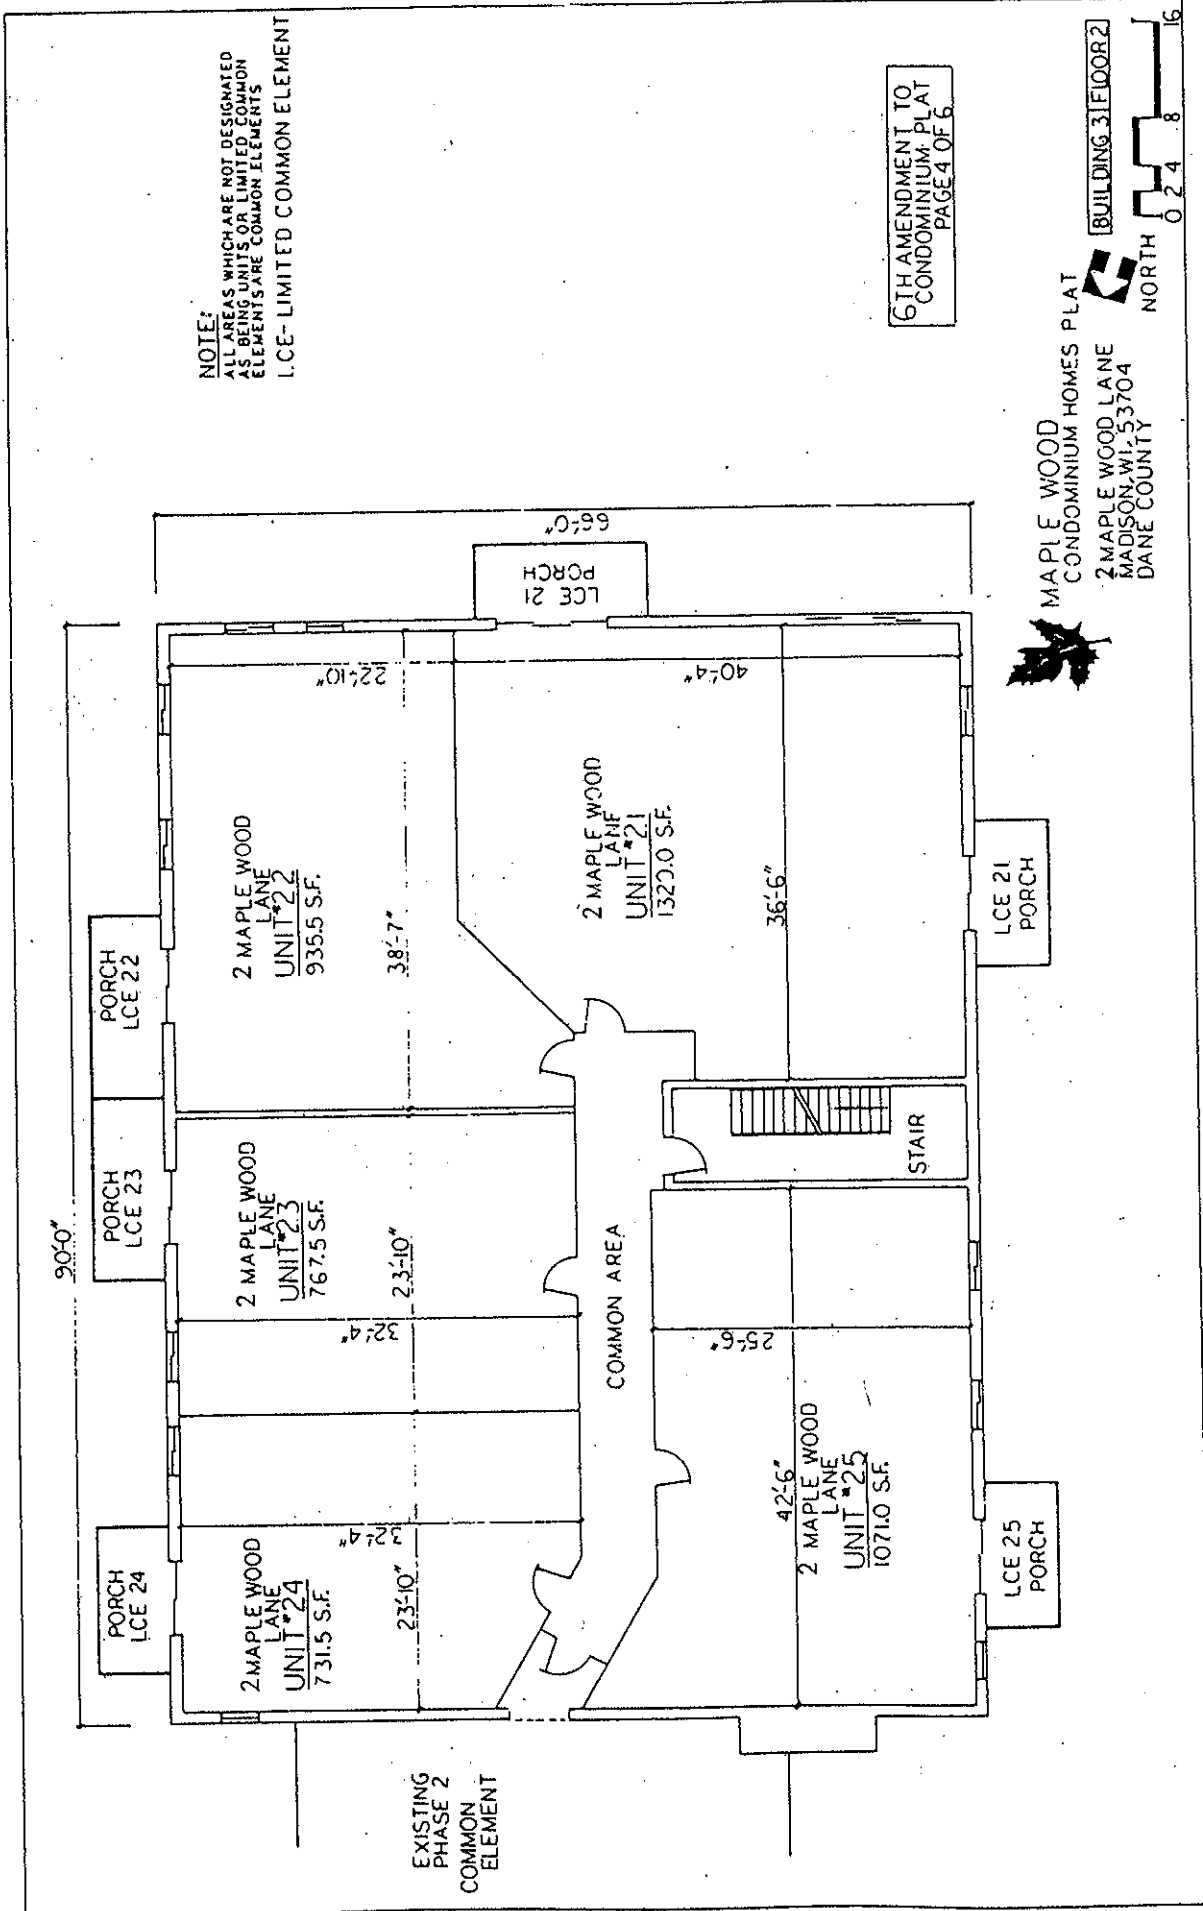 NOTE:
ALL AREAS WHICH ARE NOT DESIGNATED
AS BEING UNITS OR LIMITED COMMON
ELEMENTS ARE COMMON ELEMENTS
LCE-LIMITED COMMON ELEMENT
90'-0"
PORCH
LCE 24
PORCH
LCE 23
PORCH
LCE 22
2 MAPLE WOOD
LANE
UNIT #24
731.5 S.F.
23'-10"
32'-4"
2 MAPLE WOOD
LANE
UNIT #23
767.5 S.F.
23'-10"
32'-4"
2 MAPLE WOOD
LANE
UNIT #22
935.5 S.F.
38'-7"
22'-10"
66'-0"
LCE 21
PORCH
EXISTING
PHASE 2
COMMON
ELEMENT
COMMON AREA
2 MAPLE WOOD
LANE
UNIT #21
1320.0 S.F.
36'-6"
40'-4"
25'-6"
42'-6"
2 MAPLE WOOD
LANE
UNIT #25
1071.0 S.F.
STAIR
LCE 25
PORCH
LCE 21
PORCH
6TH AMENDMENT TO
CONDOMINIUM PLAT
PAGE 4 OF 6
MAPLE WOOD
CONDOMINIUM HOMES PLAT
2 MAPLE WOOD LANE
MADISON, WI, 53704
DANE COUNTY
NORTH
BUILDING 3 FLOOR 2
0 2 4 8 16